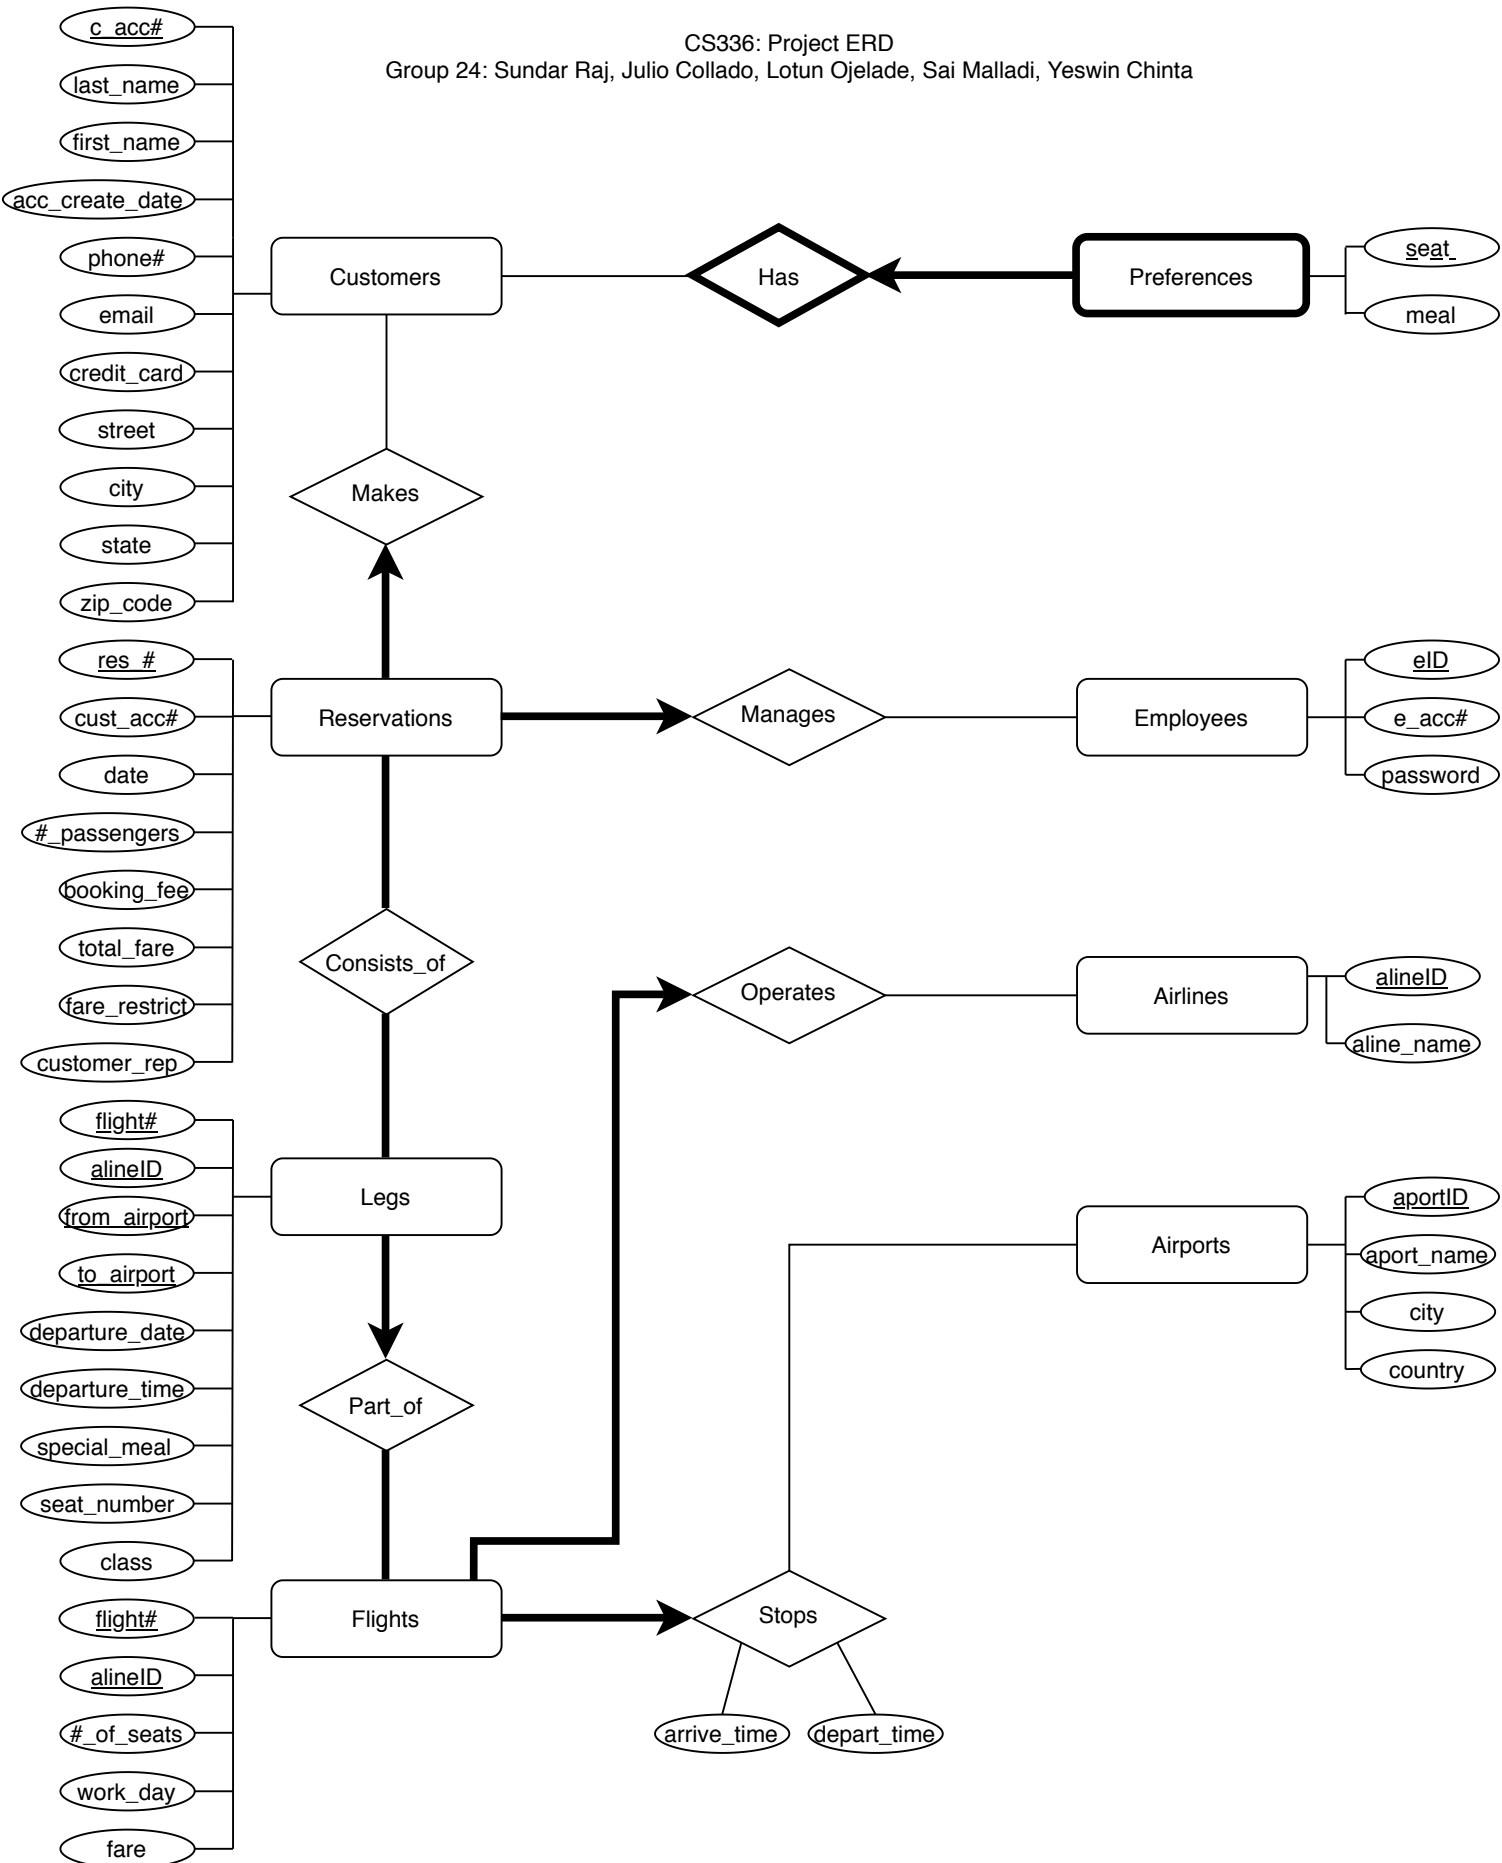 CS336: Project ERD
Group 24: Sundar Raj, Julio Collado, Lotun Ojelade, Sai Malladi, Yeswin Chinta
c_acc#
last_name
first_name
acc_create_date
phone#
email
credit_card
street
city
state
zip_code
Customers
Has
Preferences
seat_
meal
Makes
res_#
cust_acc#
date
#_passengers
booking_fee
total_fare
fare_restrict
customer_rep
Reservations
Manages
Employees
eID
e_acc#
password
Consists_of
Operates
Airlines
alineID
aline_name
flight#
alineID
from_airport
to_airport
departure_date
departure_time
special_meal
seat_number
class
Legs
Airports
aportID
aport_name
city
country
Part_of
flight#
alineID
#_of_seats
work_day
fare
Flights
Stops
arrive_time
depart_time